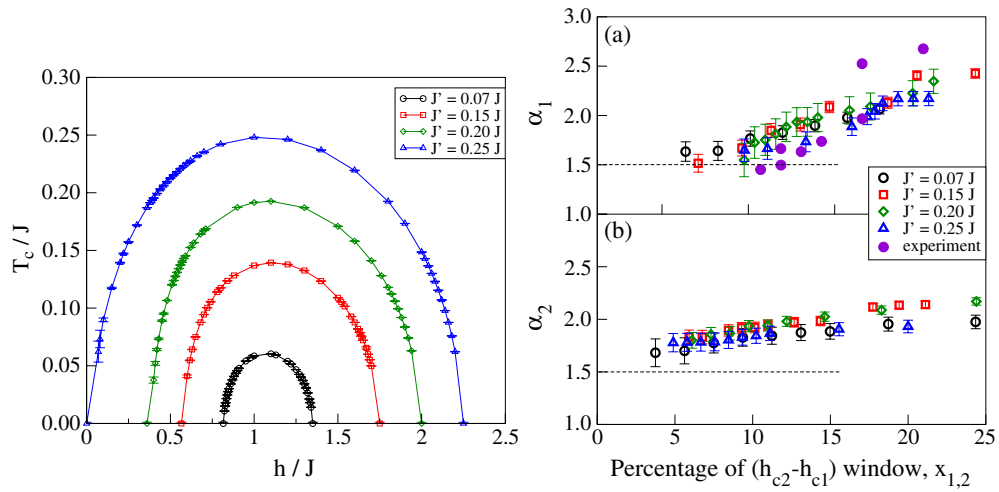 0.30
0.25
0.20
0.15
0.10
0.05
0.00
T_c / J
0
0.5
1
1.5
2
2.5
h / J
J' = 0.07 J
J' = 0.15 J
J' = 0.20 J
J' = 0.25 J
(a)
3.0
2.5
2.0
1.5
1.0
α_1
(b)
2.5
2.0
1.5
1
α_2
J' = 0.07 J
J' = 0.15 J
J' = 0.20 J
J' = 0.25 J
experiment
0
5
10
15
20
25
Percentage of (h_c2-h_c1) window, x_1,2